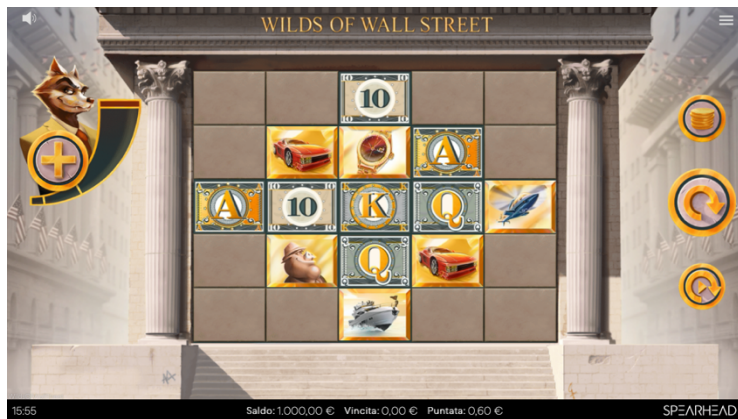 WILDS OF WALL STREET
10
A
A 10 K Q
Q
15:55 Saldo: 1.000,00 € Vincita: 0,00 € Puntata: 0,60 € SPEARHEAD